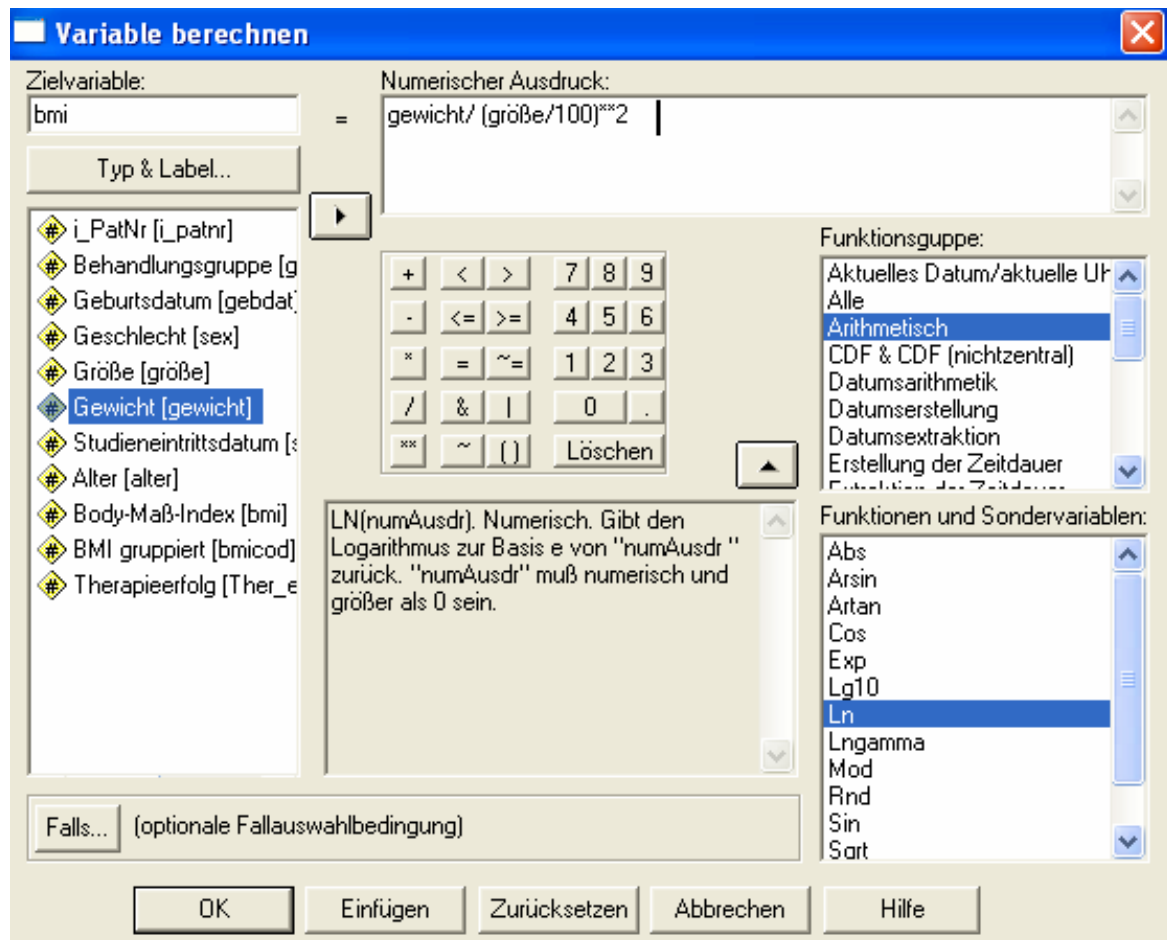 Variable berechnen
Zielvariable:
bmi
=
Numerischer Ausdruck:
gewicht/ (größe/100)**2
Typ & Label...
i_PatNr [i_patnr]
Behandlungsgruppe [g
Geburtsdatum [gebdat]
Geschlecht [sex]
Größe [größe]
Gewicht [gewicht]
Studieneintrittsdatum [s
Alter [alter]
Body-Maß-Index [bmi]
BMI gruppiert [bmicod]
Therapieerfolg [Ther_e
+ < > 7 8 9
- <= >= 4 5 6
* = ~= 1 2 3
/ & | 0 .
** ~ ( ) Löschen
LN(numAusdr). Numerisch. Gibt den
Logarithmus zur Basis e von "numAusdr "
zurück. "numAusdr" muß numerisch und
größer als 0 sein.
Funktionsguppe:
Aktuelles Datum/aktuelle Uh
Alle
Arithmetisch
CDF & CDF (nichtzentral)
Datumsarithmetik
Datumserstellung
Datumsextraktion
Erstellung der Zeitdauer
Extraktion der Zeitdauer
Funktionen und Sondervariablen:
Abs
Arsin
Artan
Cos
Exp
Lg10
Ln
Lngamma
Mod
Rnd
Sin
Sqrt
Falls...
(optionale Fallauswahlbedingung)
OK
Einfügen
Zurücksetzen
Abbrechen
Hilfe